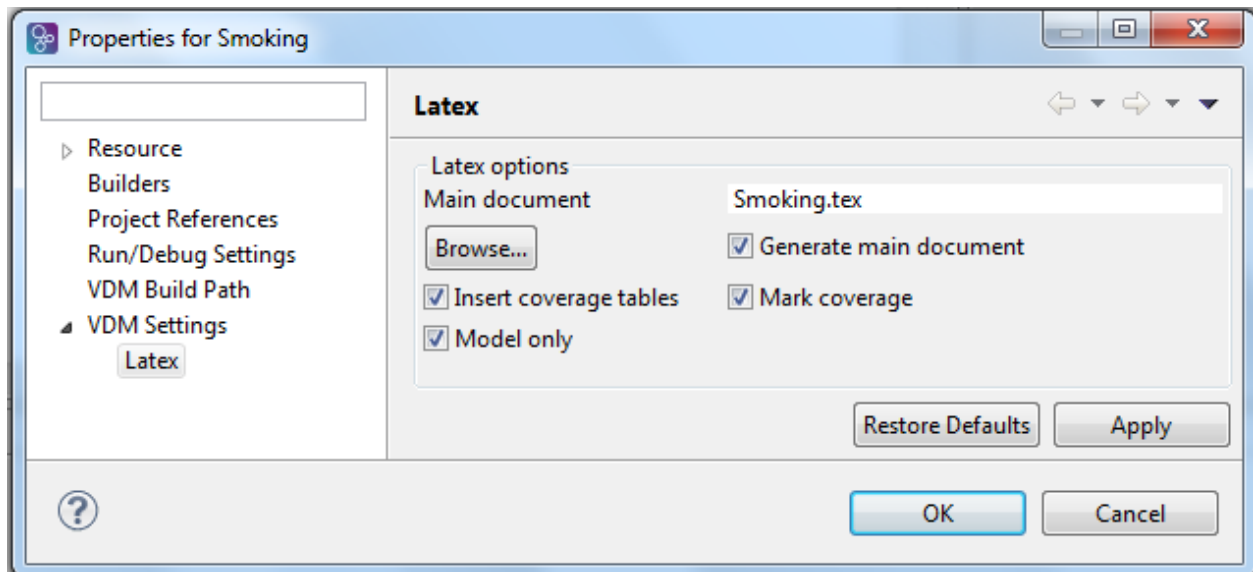 Properties for Smoking
Resource
Builders
Project References
Run/Debug Settings
VDM Build Path
VDM Settings
Latex
Latex
Latex options
Main document Smoking.tex
Browse... Generate main document
Insert coverage tables Mark coverage
Model only
Restore Defaults Apply
? OK Cancel